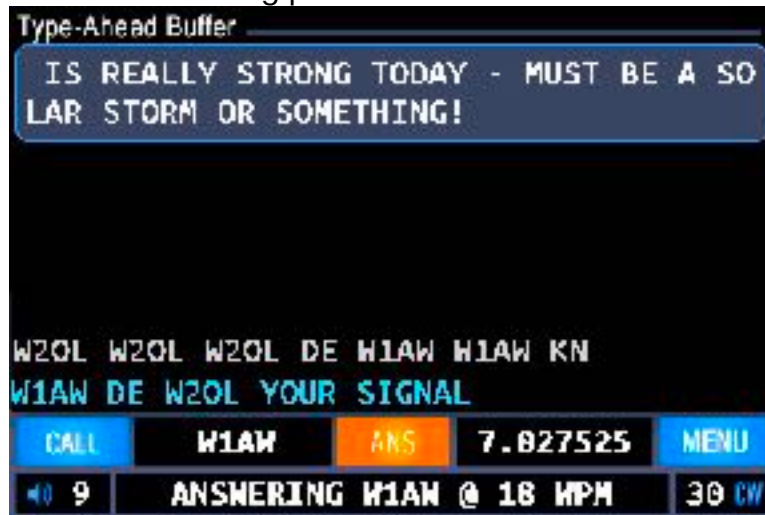 Type-Ahead Buffer
IS REALLY STRONG TODAY - MUST BE A SO
LAR STORM OR SOMETHING!
W2OL W2OL W2OL DE W1AW W1AW KN
W1AW DE W2OL YOUR SIGNAL
CALL W1AW ANS 7.027525 MENU
9 ANSWERING W1AW @ 18 WPM 30 CW